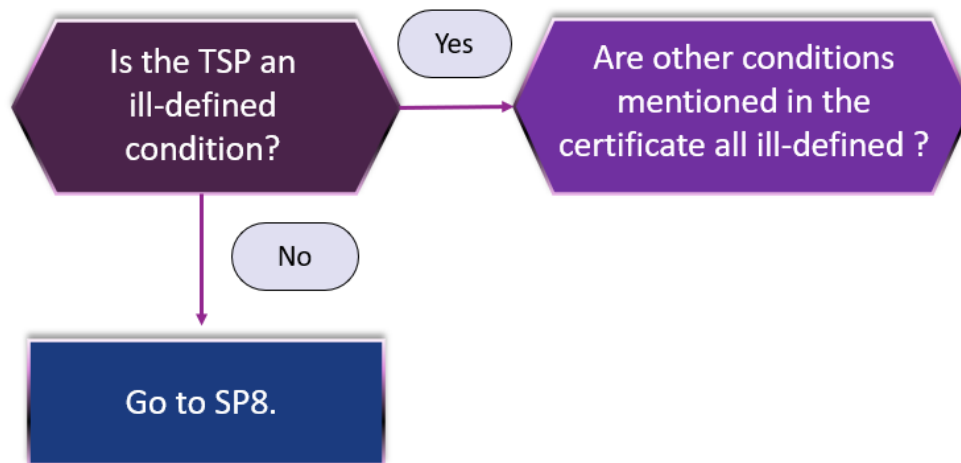 Is the TSP an
ill-defined
condition?
Yes
Are other conditions
mentioned in the
certificate all ill-defined ?
No
Go to SP8.